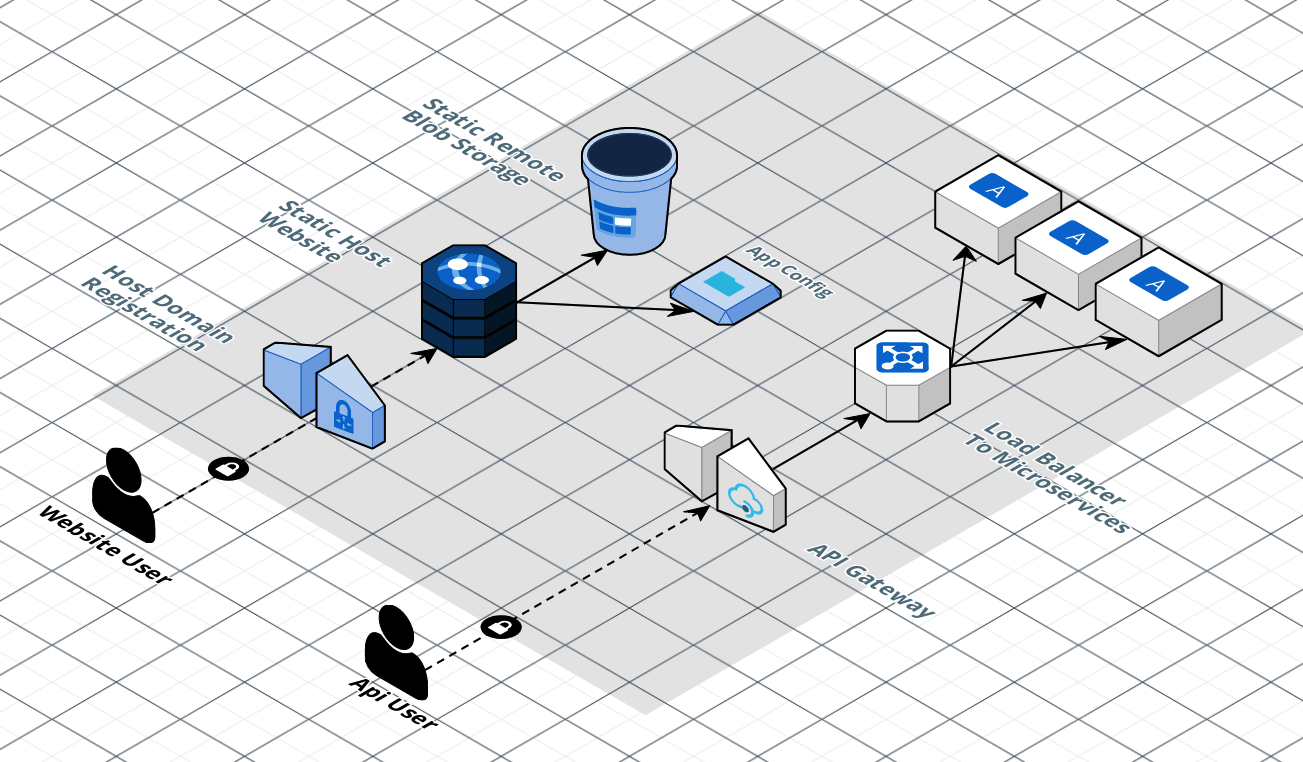 Static Remote
Blob Storage
Static Host
Website
App Config
Host Domain
Registration
A
A
A
Load Balancer
To Microservices
Website User
API Gateway
Api User